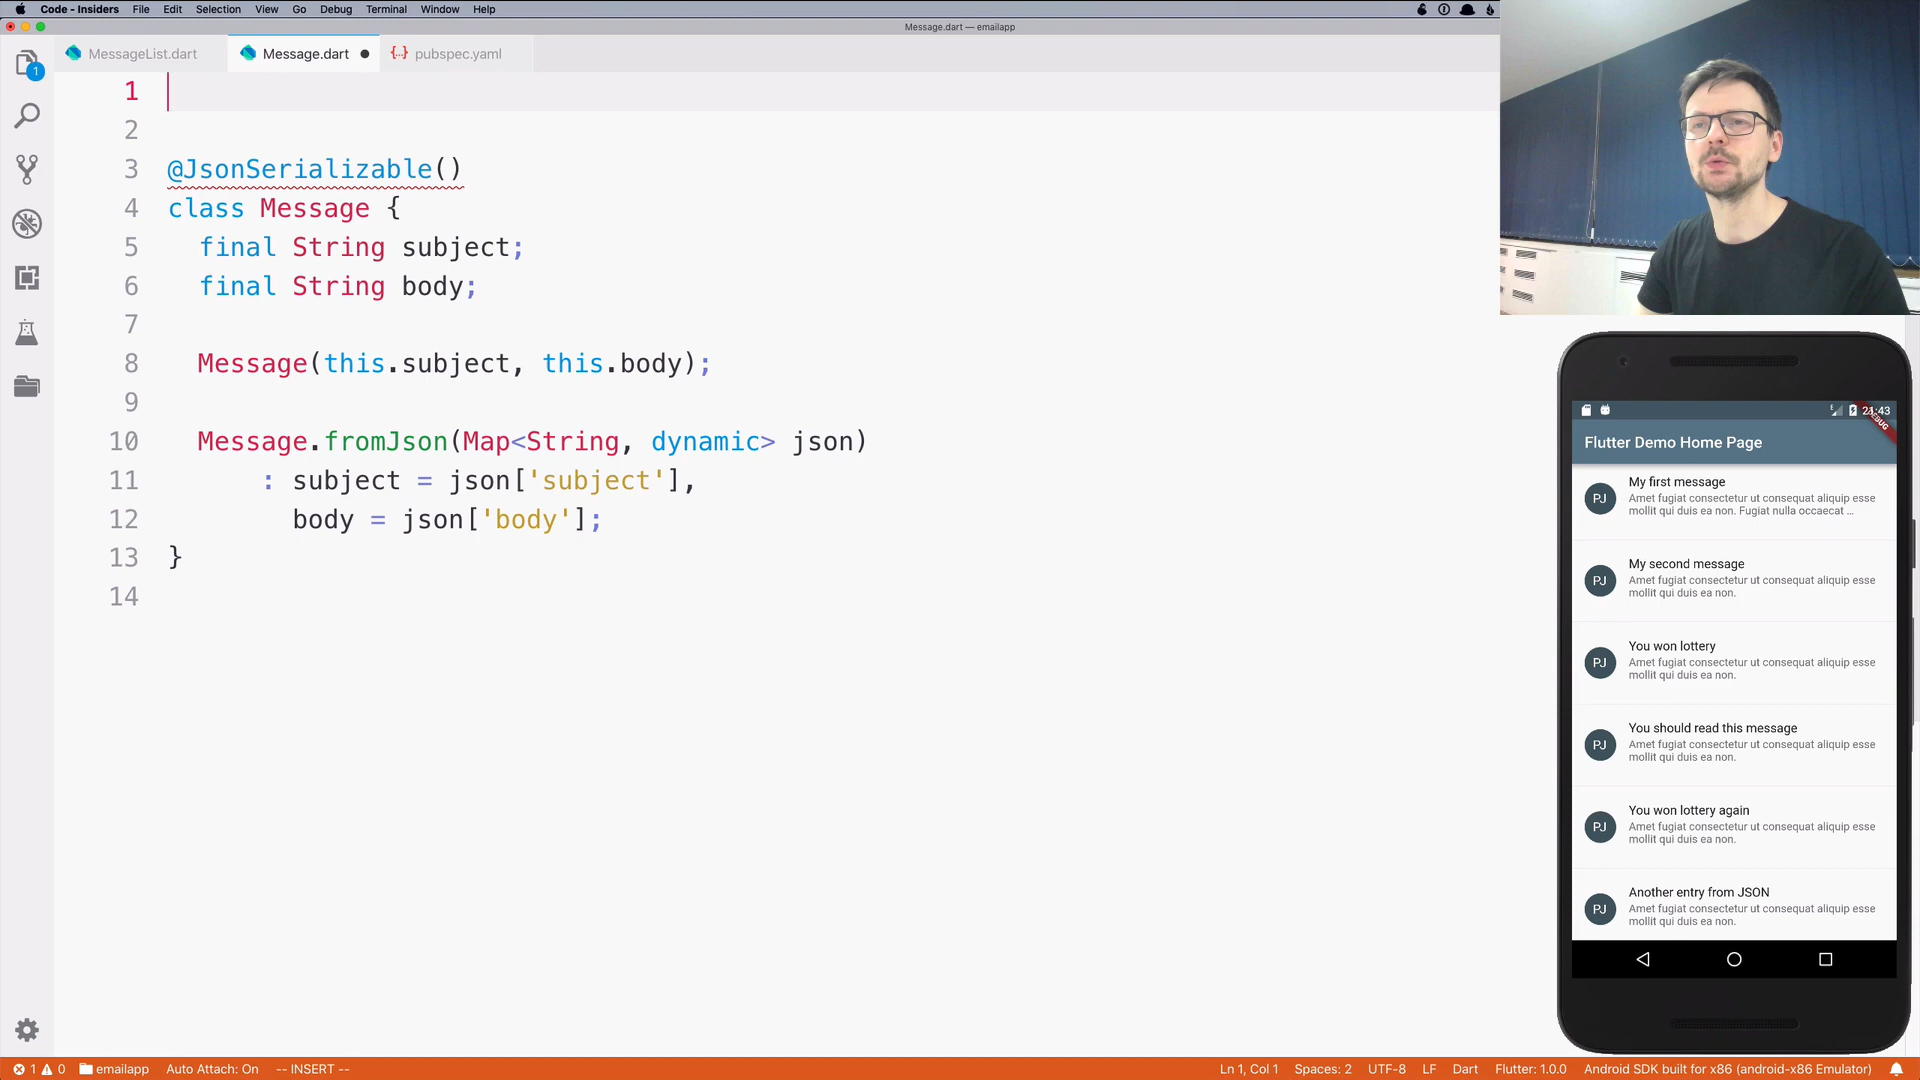 Code - Insiders File Edit Selection View Go Debug Terminal Window Help
Message.dart — emailapp
MessageList.dart Message.dart pubspec.yaml
1
1
2
3 @JsonSerializable()
4 class Message {
5 final String subject;
6 final String body;
7
8 Message(this.subject, this.body);
9
10 Message.fromJson(Map<String, dynamic> json)
11 : subject = json['subject'],
12 body = json['body'];
13 }
14
21:43
DEBUG
Flutter Demo Home Page
PJ
My first message
Amet fugiat consectetur ut consequat aliquip esse
mollit qui duis ea non. Fugiat nulla occaecat ...
PJ
My second message
Amet fugiat consectetur ut consequat aliquip esse
mollit qui duis ea non.
PJ
You won lottery
Amet fugiat consectetur ut consequat aliquip esse
mollit qui duis ea non.
PJ
You should read this message
Amet fugiat consectetur ut consequat aliquip esse
mollit qui duis ea non.
PJ
You won lottery again
Amet fugiat consectetur ut consequat aliquip esse
mollit qui duis ea non.
PJ
Another entry from JSON
Amet fugiat consectetur ut consequat aliquip esse
mollit qui duis ea non.
1 0 emailapp Auto Attach: On -- INSERT -- Ln 1, Col 1 Spaces: 2 UTF-8 LF Dart Flutter: 1.0.0 Android SDK built for x86 (android-x86 Emulator)